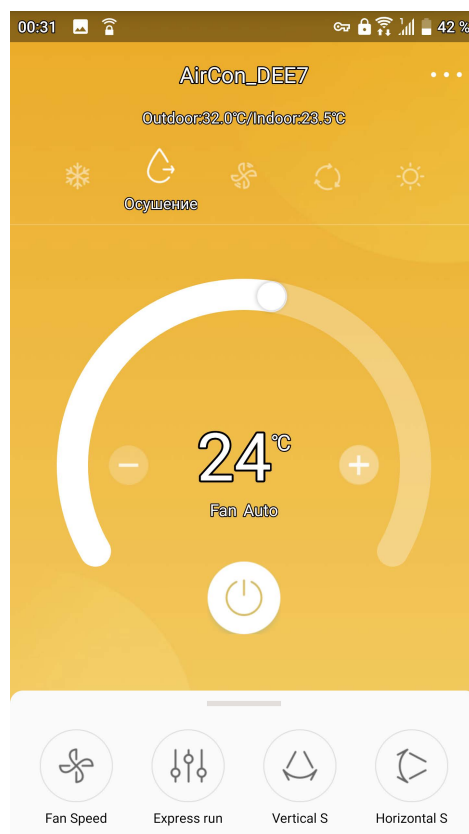 00:31 42 %
AirCon_DEE7
Outdoor:32.0°C/Indoor:23.5°C
Осушение
24°C
Fan Auto
Fan Speed Express run Vertical S Horizontal S